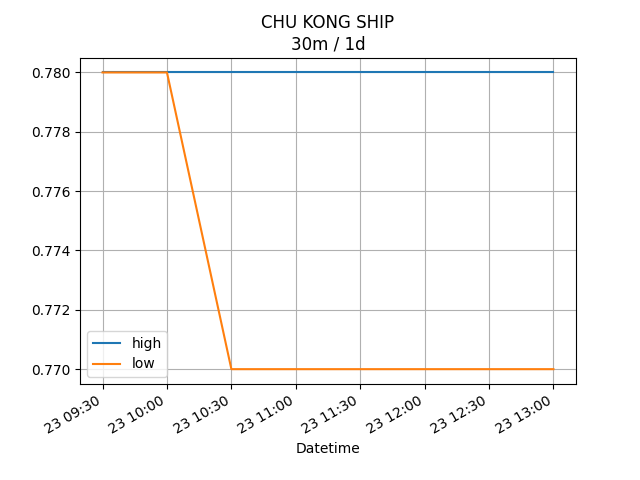 CHU KONG SHIP
30m / 1d
0.780
0.778
0.776
0.774
0.772
0.770
high
low
23 09:30
23 10:00
23 10:30
23 11:00
23 11:30
23 12:00
23 12:30
23 13:00
Datetime